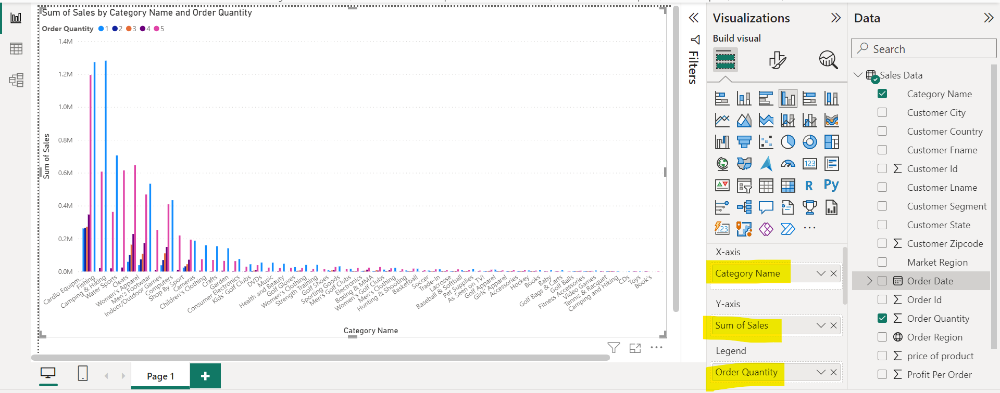 Sum of Sales by Category Name and Order Quantity
Order Quantity 1 2 3 4 5
1.4M
1.2M
1.0M
0.8M
0.6M
0.4M
0.2M
0.0M
Sum of Sales
Cardio Equipm...
Fishing
Camping & Hiking
Water Sports
Cleats
Women's Apparel
Men's Footwear
Indoor/Outdoor Games
Computers
Shop By Sport
Cameras
Children's Clothing
Crafts
Garden
Consumer Electronics
Kids' Golf Clubs
DVDs
Music
Health and Beauty
Golf Gloves
Women's Clothing
Strength Training
Golf Shoes
Sporting Goods
Men's Golf Clubs
Electronics
Boxing & MMA
Women's Golf Clubs
Men's Clothing
Hunting & Shooting
Basketball
Soccer
Trade-In
Lacrosse
Baseball & Softball
Pet Supplies
As Seen on TV!
Golf Apparel
Girls' Apparel
Accessories
Hockey
Books
Baby
Golf Bags & Carts
Golf Balls
Fitness Accessories
Video Games
Tennis & Racquet
Camping and Hiking
CDs
Toys
Book's
Category Name
Page 1
Filters
Visualizations
Build visual
123
R
Py
123
X-axis
Category Name
Y-axis
Sum of Sales
Legend
Order Quantity
Data
Search
Sales Data
Category Name
Customer City
Customer Country
Customer Fname
Customer Id
Customer Lname
Customer Segment
Customer State
Customer Zipcode
Market Region
Order Date
Order Id
Order Quantity
Order Region
price of product
Profit Per Order